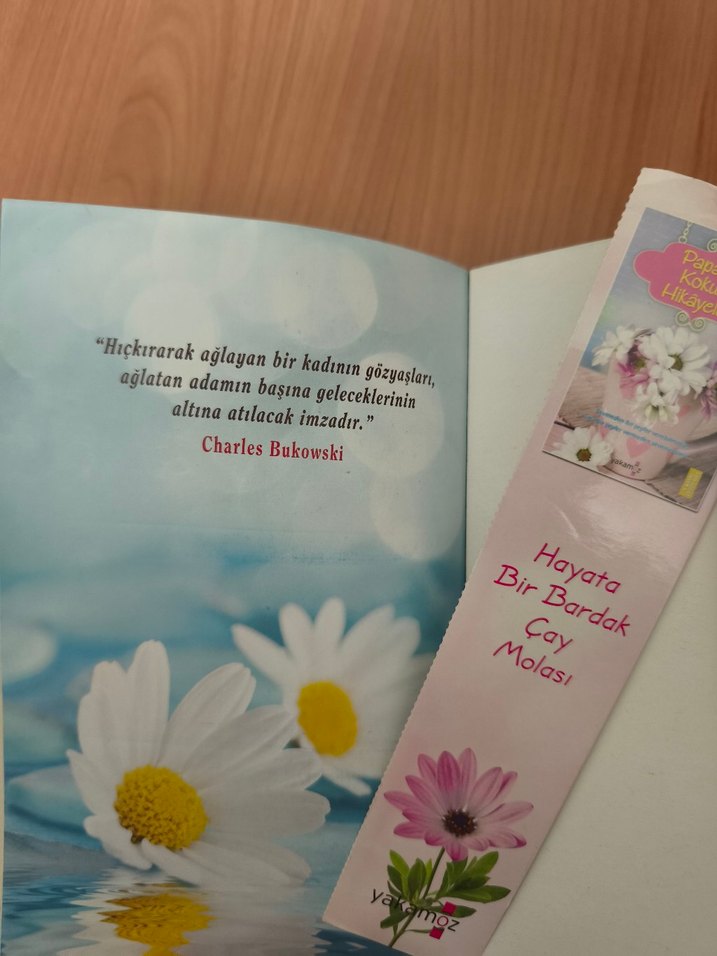 “Hıçkırarak ağlayan bir kadının gözyaşları,
ağlatan adamın başına geleceklerinin
altına atılacak imzadır.”
Charles Bukowski
Hayata
Bir Bardak
Çay
Molası
yakamoz
yakamoz